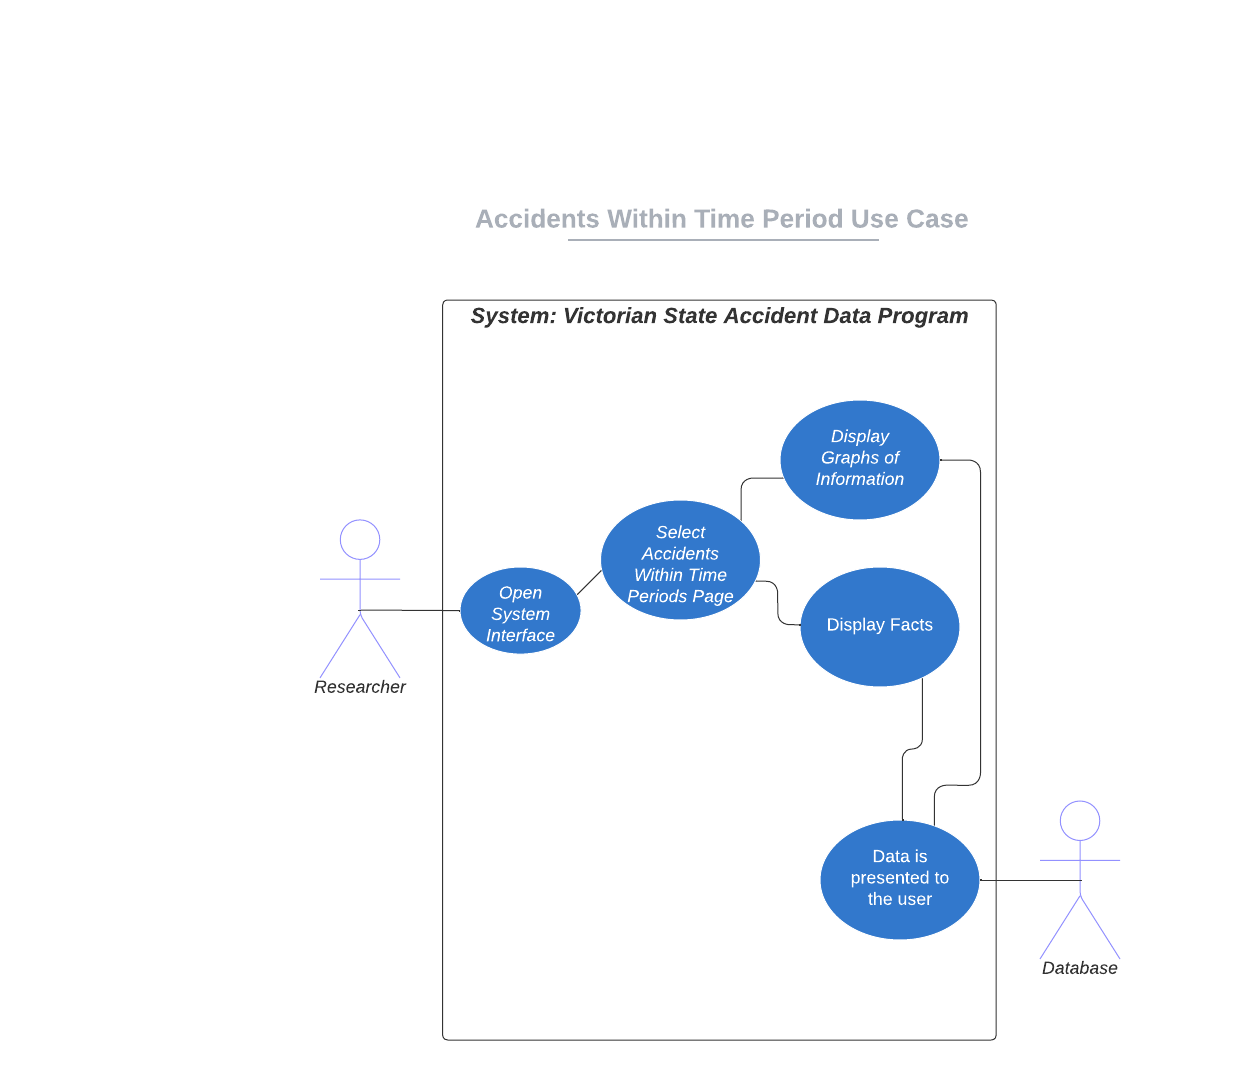 Accidents Within Time Period Use Case
System: Victorian State Accident Data Program
Display
Graphs of
Information
Select
Accidents
Within Time
Periods Page
Open
System
Interface
Display Facts
Researcher
Data is
presented to
the user
Database